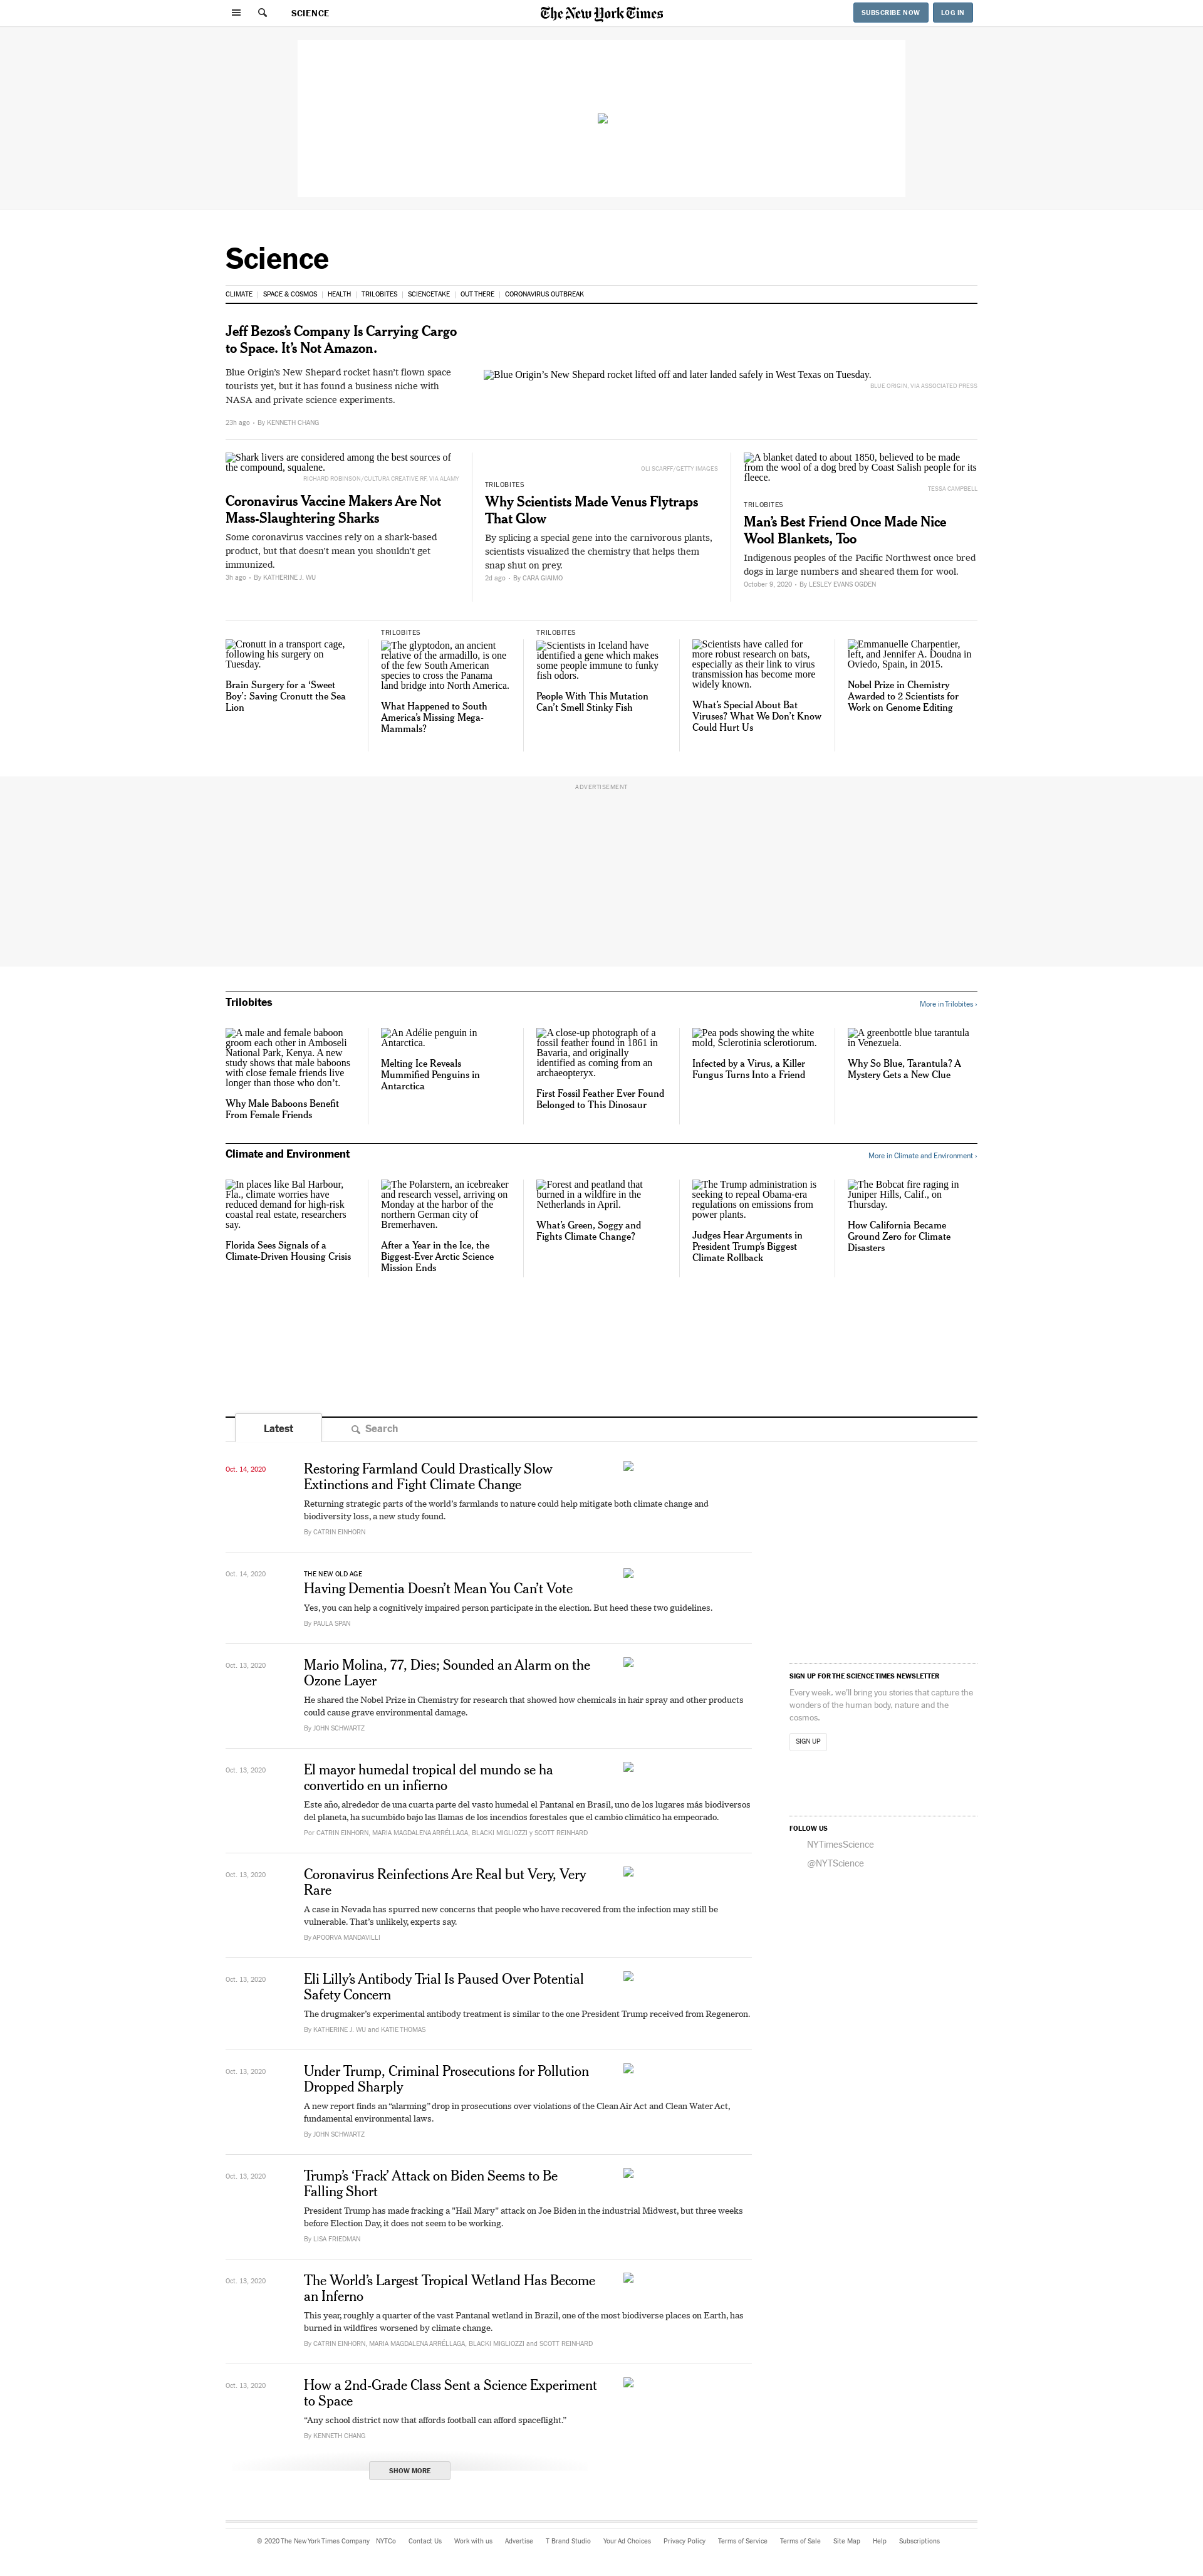 SCIENCE
The New York Times
SUBSCRIBE NOW
LOG IN
Science
CLIMATE
SPACE & COSMOS
HEALTH
TRILOBITES
SCIENCETAKE
OUT THERE
CORONAVIRUS OUTBREAK
Jeff Bezos’s Company Is Carrying Cargo
to Space. It’s Not Amazon.
Blue Origin’s New Shepard rocket hasn’t flown space
tourists yet, but it has found a business niche with
NASA and private science experiments.
23h ago • By KENNETH CHANG
Blue Origin’s New Shepard rocket lifted off and later landed safely in West Texas on Tuesday.
BLUE ORIGIN, VIA ASSOCIATED PRESS
Shark livers are considered among the best sources of
the compound, squalene.
RICHARD ROBINSON/CULTURA CREATIVE RF, VIA ALAMY
Coronavirus Vaccine Makers Are Not
Mass-Slaughtering Sharks
Some coronavirus vaccines rely on a shark-based
product, but that doesn’t mean you shouldn’t get
immunized.
3h ago • By KATHERINE J. WU
OLI SCARFF/GETTY IMAGES
TRILOBITES
Why Scientists Made Venus Flytraps
That Glow
By splicing a special gene into the carnivorous plants,
scientists visualized the chemistry that helps them
snap shut on prey.
2d ago • By CARA GIAIMO
A blanket dated to about 1850, believed to be made
from the wool of a dog bred by Coast Salish people for its
fleece.
TESSA CAMPBELL
TRILOBITES
Man’s Best Friend Once Made Nice
Wool Blankets, Too
Indigenous peoples of the Pacific Northwest once bred
dogs in large numbers and sheared them for wool.
October 9, 2020 • By LESLEY EVANS OGDEN
Cronutt in a transport cage,
following his surgery on
Tuesday.
Brain Surgery for a ‘Sweet
Boy’: Saving Cronutt the Sea
Lion
TRILOBITES
The glyptodon, an ancient
relative of the armadillo, is one
of the few South American
species to cross the Panama
land bridge into North America.
What Happened to South
America’s Missing Mega-
Mammals?
TRILOBITES
Scientists in Iceland have
identified a gene which makes
some people immune to funky
fish odors.
People With This Mutation
Can’t Smell Stinky Fish
Scientists have called for
more robust research on bats,
especially as their link to virus
transmission has become more
widely known.
What’s Special About Bat
Viruses? What We Don’t Know
Could Hurt Us
Emmanuelle Charpentier,
left, and Jennifer A. Doudna in
Oviedo, Spain, in 2015.
Nobel Prize in Chemistry
Awarded to 2 Scientists for
Work on Genome Editing
ADVERTISEMENT
Trilobites
More in Trilobites ›
A male and female baboon
groom each other in Amboseli
National Park, Kenya. A new
study shows that male baboons
with close female friends live
longer than those who don’t.
Why Male Baboons Benefit
From Female Friends
An Adélie penguin in
Antarctica.
Melting Ice Reveals
Mummified Penguins in
Antarctica
A close-up photograph of a
fossil feather found in 1861 in
Bavaria, and originally
identified as coming from an
archaeopteryx.
First Fossil Feather Ever Found
Belonged to This Dinosaur
Pea pods showing the white
mold, Sclerotinia sclerotiorum.
Infected by a Virus, a Killer
Fungus Turns Into a Friend
A greenbottle blue tarantula
in Venezuela.
Why So Blue, Tarantula? A
Mystery Gets a New Clue
Climate and Environment
More in Climate and Environment ›
In places like Bal Harbour,
Fla., climate worries have
reduced demand for high-risk
coastal real estate, researchers
say.
Florida Sees Signals of a
Climate-Driven Housing Crisis
The Polarstern, an icebreaker
and research vessel, arriving on
Monday at the harbor of the
northern German city of
Bremerhaven.
After a Year in the Ice, the
Biggest-Ever Arctic Science
Mission Ends
Forest and peatland that
burned in a wildfire in the
Netherlands in April.
What’s Green, Soggy and
Fights Climate Change?
The Trump administration is
seeking to repeal Obama-era
regulations on emissions from
power plants.
Judges Hear Arguments in
President Trump’s Biggest
Climate Rollback
The Bobcat fire raging in
Juniper Hills, Calif., on
Thursday.
How California Became
Ground Zero for Climate
Disasters
Latest
Search
Oct. 14, 2020
Restoring Farmland Could Drastically Slow
Extinctions and Fight Climate Change
Returning strategic parts of the world’s farmlands to nature could help mitigate both climate change and
biodiversity loss, a new study found.
By CATRIN EINHORN
Oct. 14, 2020
THE NEW OLD AGE
Having Dementia Doesn’t Mean You Can’t Vote
Yes, you can help a cognitively impaired person participate in the election. But heed these two guidelines.
By PAULA SPAN
Oct. 13, 2020
Mario Molina, 77, Dies; Sounded an Alarm on the
Ozone Layer
He shared the Nobel Prize in Chemistry for research that showed how chemicals in hair spray and other products
could cause grave environmental damage.
By JOHN SCHWARTZ
Oct. 13, 2020
El mayor humedal tropical del mundo se ha
convertido en un infierno
Este año, alrededor de una cuarta parte del vasto humedal el Pantanal en Brasil, uno de los lugares más biodiversos
del planeta, ha sucumbido bajo las llamas de los incendios forestales que el cambio climático ha empeorado.
Por CATRIN EINHORN, MARIA MAGDALENA ARRÉLLAGA, BLACKI MIGLIOZZI y SCOTT REINHARD
Oct. 13, 2020
Coronavirus Reinfections Are Real but Very, Very
Rare
A case in Nevada has spurred new concerns that people who have recovered from the infection may still be
vulnerable. That’s unlikely, experts say.
By APOORVA MANDAVILLI
Oct. 13, 2020
Eli Lilly’s Antibody Trial Is Paused Over Potential
Safety Concern
The drugmaker’s experimental antibody treatment is similar to the one President Trump received from Regeneron.
By KATHERINE J. WU and KATIE THOMAS
Oct. 13, 2020
Under Trump, Criminal Prosecutions for Pollution
Dropped Sharply
A new report finds an “alarming” drop in prosecutions over violations of the Clean Air Act and Clean Water Act,
fundamental environmental laws.
By JOHN SCHWARTZ
Oct. 13, 2020
Trump’s ‘Frack’ Attack on Biden Seems to Be
Falling Short
President Trump has made fracking a "Hail Mary" attack on Joe Biden in the industrial Midwest, but three weeks
before Election Day, it does not seem to be working.
By LISA FRIEDMAN
Oct. 13, 2020
The World’s Largest Tropical Wetland Has Become
an Inferno
This year, roughly a quarter of the vast Pantanal wetland in Brazil, one of the most biodiverse places on Earth, has
burned in wildfires worsened by climate change.
By CATRIN EINHORN, MARIA MAGDALENA ARRÉLLAGA, BLACKI MIGLIOZZI and SCOTT REINHARD
Oct. 13, 2020
How a 2nd-Grade Class Sent a Science Experiment
to Space
“Any school district now that affords football can afford spaceflight.”
By KENNETH CHANG
SHOW MORE
SIGN UP FOR THE SCIENCE TIMES NEWSLETTER
Every week, we’ll bring you stories that capture the
wonders of the human body, nature and the
cosmos.
SIGN UP
FOLLOW US
NYTimesScience
@NYTScience
© 2020 The New York Times Company
NYTCo
Contact Us
Work with us
Advertise
T Brand Studio
Your Ad Choices
Privacy Policy
Terms of Service
Terms of Sale
Site Map
Help
Subscriptions